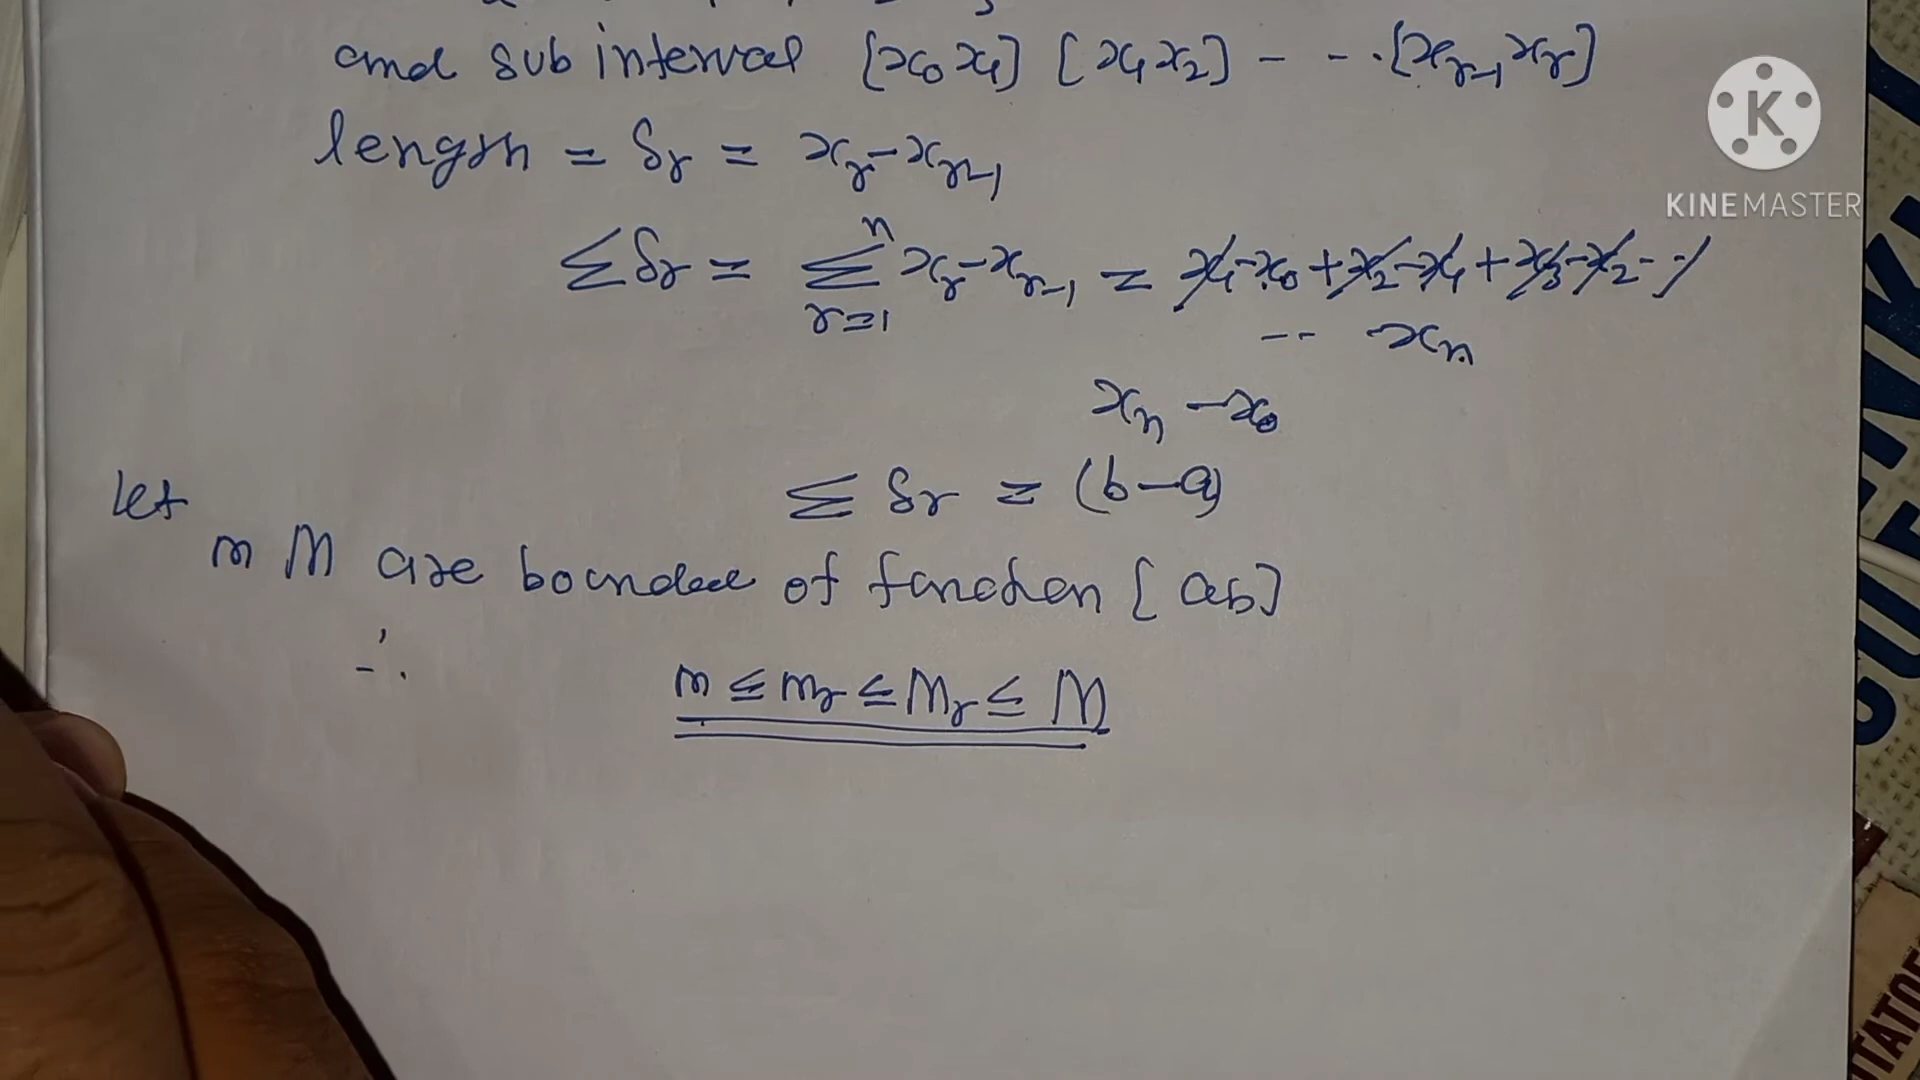 and sub interval [x₀ x₁] [x₁ x₂] - - ·[xᵣ₋₁ xᵣ]
length = δᵣ = xᵣ-xᵣ₋₁
∑δᵣ = ∑ⁿᵣ₌₁ xᵣ-xᵣ₋₁ = x₁-x₀+x₂-x₁+x₃-x₂--
-- xₙ
xₙ -x₀
∑ δr = (b-a)
let
m M are bounded of function [ab]
∴
m ≤ mᵣ ≤ Mᵣ ≤ M
K
KINEMASTER